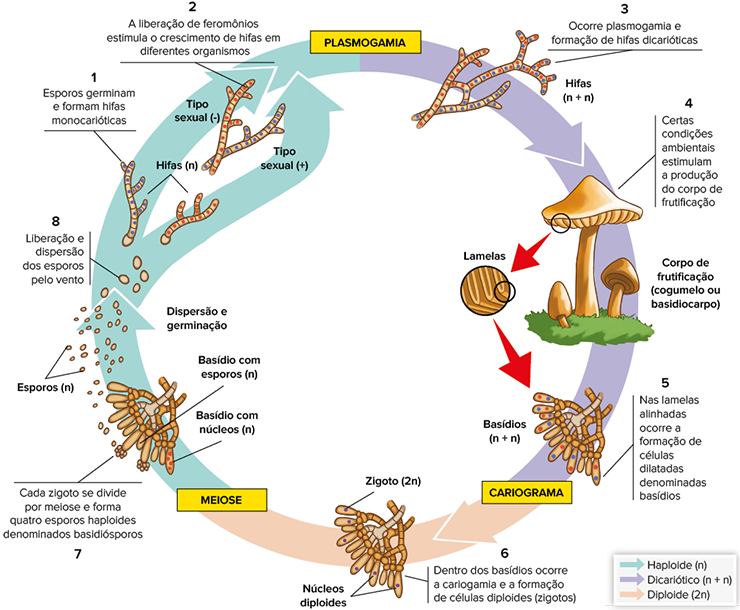 2
A liberação de feromônios
estimula o crescimento de hifas em
diferentes organismos
PLASMOGAMIA
3
Ocorre plasmogamia e
formação de hifas dicarióticas
Hifas
(n + n)
1
Esporos germinam
e formam hifas
monocarióticas
Tipo
sexual (-)
Tipo
sexual (+)
Hifas (n)
4
Certas
condições
ambientais
estimulam
a produção
do corpo de
frutificação
8
Liberação e
dispersão
dos esporos
pelo vento
Lamelas
Corpo de
frutificação
(cogumelo ou
basidiocarpo)
Dispersão e
germinação
Esporos (n)
Basídio com
esporos (n)
Basídio com
núcleos (n)
Basídios
(n + n)
5
Nas lamelas
alinhadas
ocorre a
formação de
células
dilatadas
denominadas
basídios
Cada zigoto se divide
por meiose e forma
quatro esporos haploides
denominados basidiósporos
7
MEIOSE
Zigoto (2n)
CARIOGRAMA
Núcleos
diploides
6
Dentro dos basídios ocorre
a cariogamia e a formação
de células diploides (zigotos)
Haploide (n)
Dicariótico (n + n)
Diploide (2n)